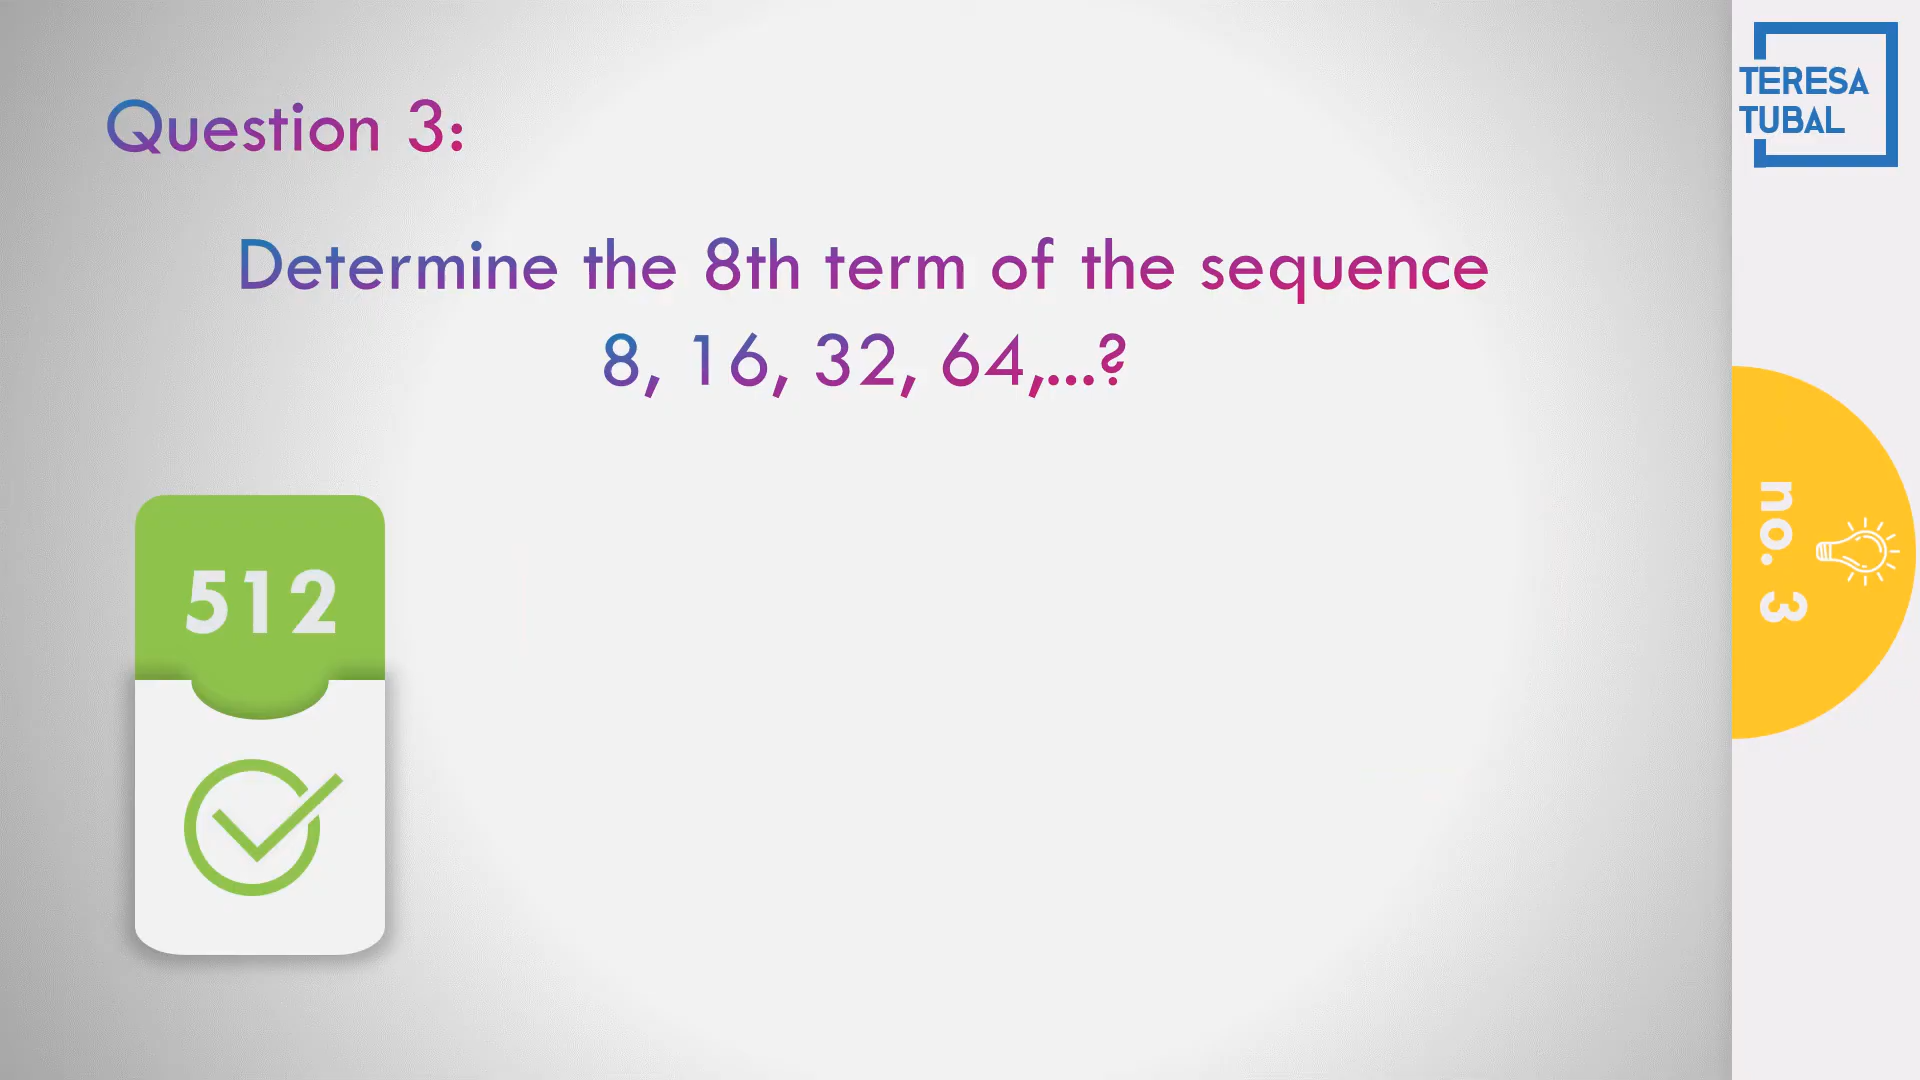 Question 3:
Determine the 8th term of the sequence
8, 16, 32, 64,...?
512
TERESA
TUBAL
no. 3